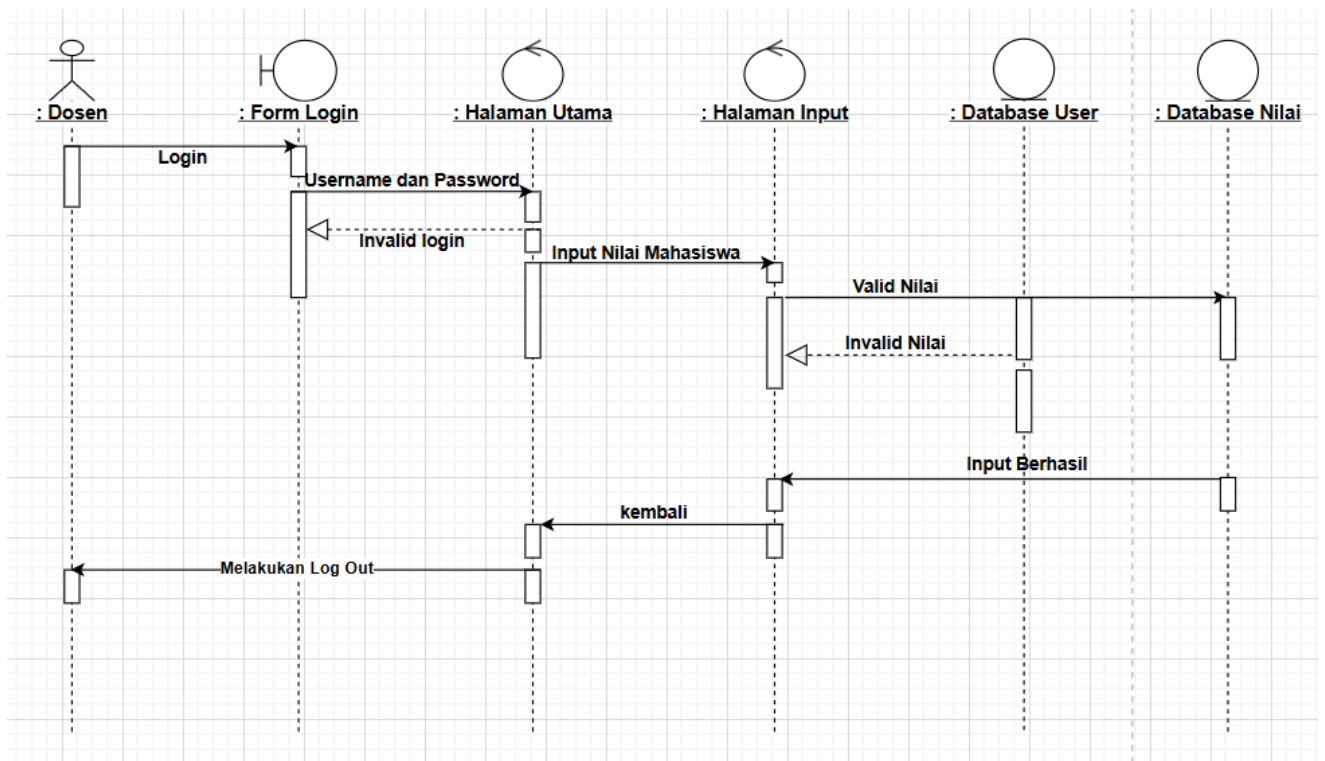 : Dosen
: Form Login
: Halaman Utama
: Halaman Input
: Database User
: Database Nilai
Login
Username dan Password
Invalid login
Input Nilai Mahasiswa
Valid Nilai
Invalid Nilai
Input Berhasil
kembali
Melakukan Log Out